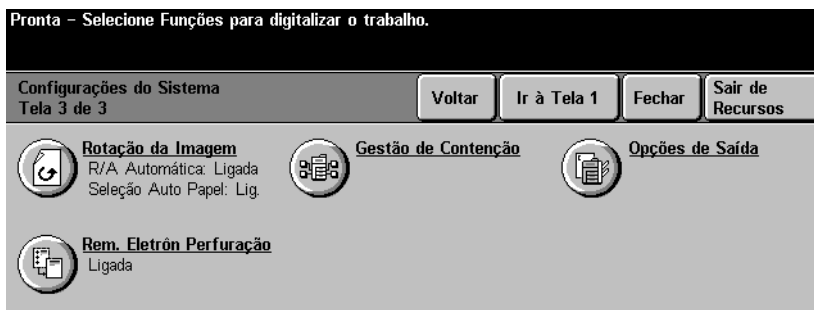 Pronta – Selecione Funções para digitalizar o trabalho.
Configurações do Sistema
Tela 3 de 3
Voltar
Ir à Tela 1
Fechar
Sair de
Recursos
Rotação da Imagem
R/A Automática: Ligada
Seleção Auto Papel: Lig.
Gestão de Contenção
Opções de Saída
Rem. Eletrôn Perfuração
Ligada